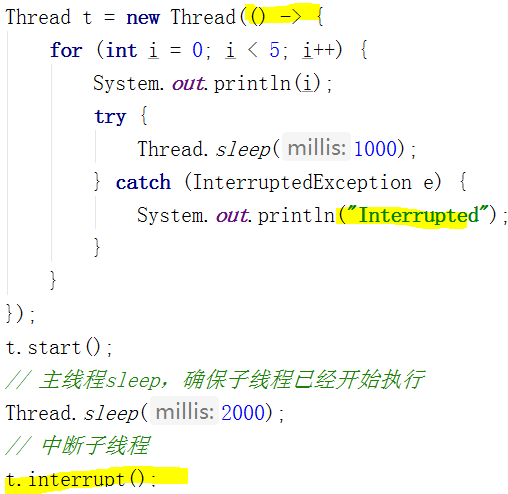 Thread t = new Thread(() -> {
for (int i = 0; i < 5; i++) {
System.out.println(i);
try {
Thread.sleep( millis: 1000);
} catch (InterruptedException e) {
System.out.println("Interrupted");
}
}
});
t.start();
// 主线程sleep，确保子线程已经开始执行
Thread.sleep( millis: 2000);
// 中断子线程
t.interrupt();